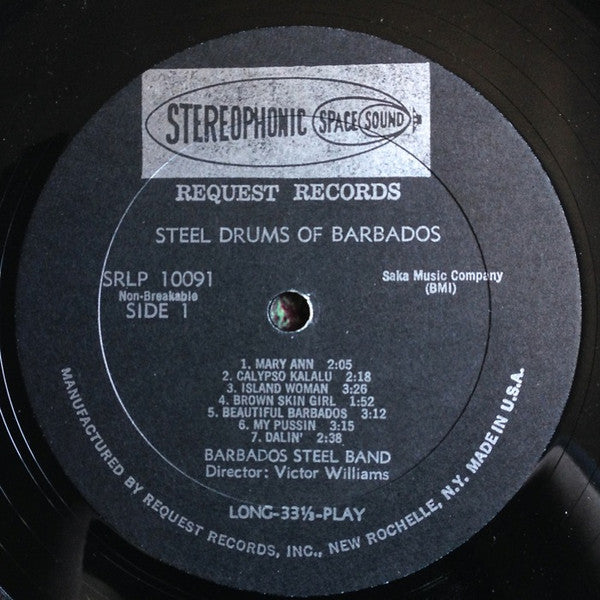 STEREOPHONIC SPACE SOUND
REQUEST RECORDS
STEEL DRUMS OF BARBADOS
SRLP 10091
Non-Breakable
SIDE 1
Saka Music Company
(BMI)
1. MARY ANN 2:05
2. CALYPSO KALALU 2:18
3. ISLAND WOMAN 3:26
4. BROWN SKIN GIRL 1:52
5. BEAUTIFUL BARBADOS 3:12
6. MY PUSSIN 3:15
7. DALIN' 2:38
BARBADOS STEEL BAND
Director: Victor Williams
LONG-33⅓-PLAY
MANUFACTURED BY REQUEST RECORDS, INC., NEW ROCHELLE, N.Y. MADE IN U.S.A.